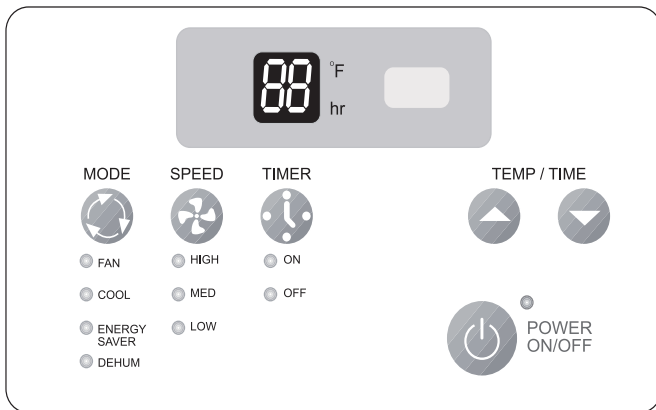 88 °F
hr
MODE
SPEED
TIMER
TEMP / TIME
FAN
COOL
ENERGY
SAVER
DEHUM
HIGH
MED
LOW
ON
OFF
POWER
ON/OFF